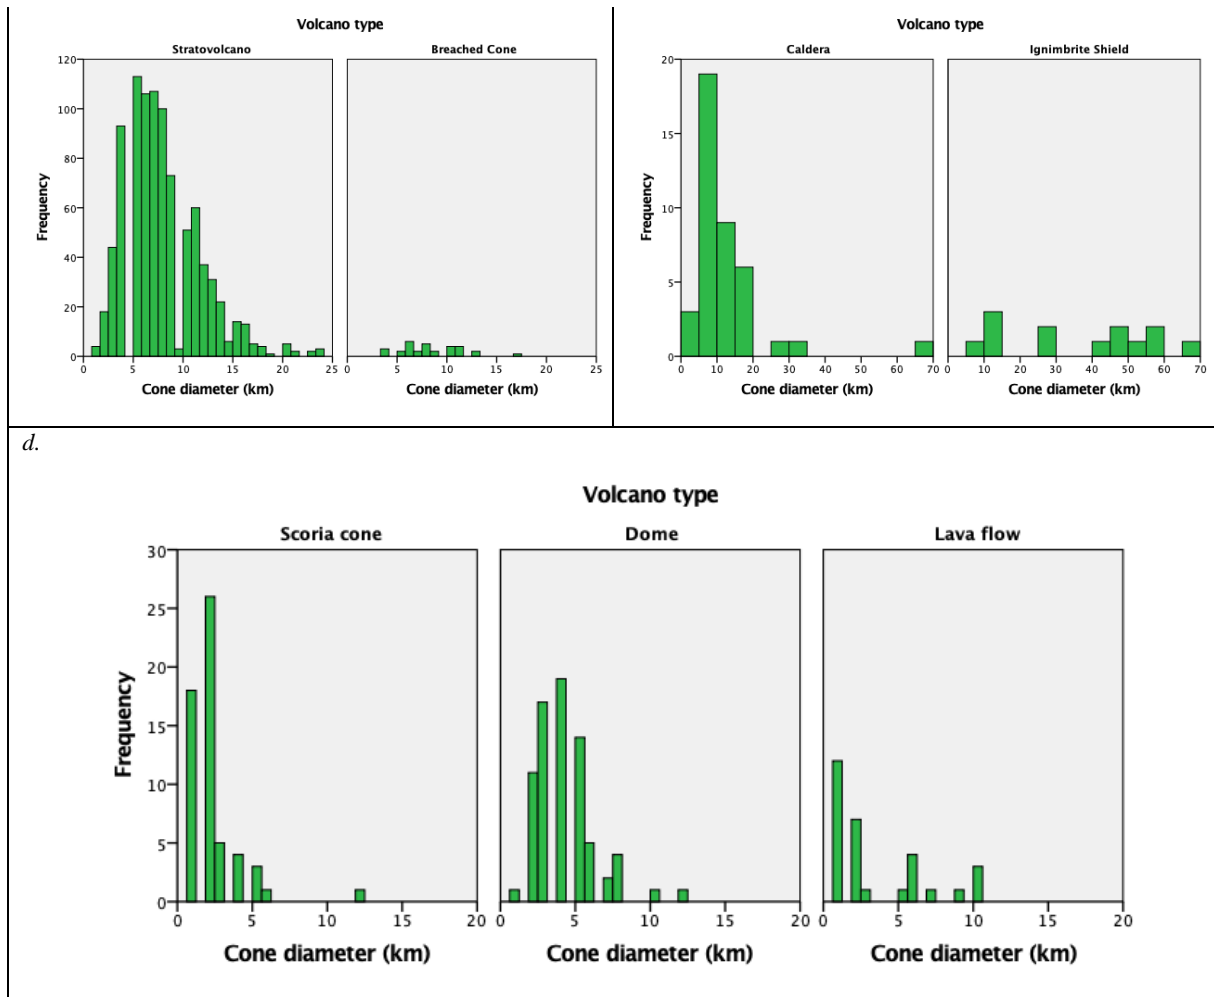 Volcano type
Stratovolcano Breached Cone
120
100
80
60
40
20
0
Frequency
0 5 10 15 20 25 0 5 10 15 20 25
Cone diameter (km) Cone diameter (km)
Volcano type
Caldera Ignimbrite Shield
20
15
10
5
0
Frequency
0 10 20 30 40 50 60 70 0 10 20 30 40 50 60 70
Cone diameter (km) Cone diameter (km)
d.
Volcano type
Scoria cone Dome Lava flow
30
25
20
15
10
5
0
Frequency
0 5 10 15 20 0 5 10 15 20 0 5 10 15 20
Cone diameter (km) Cone diameter (km) Cone diameter (km)